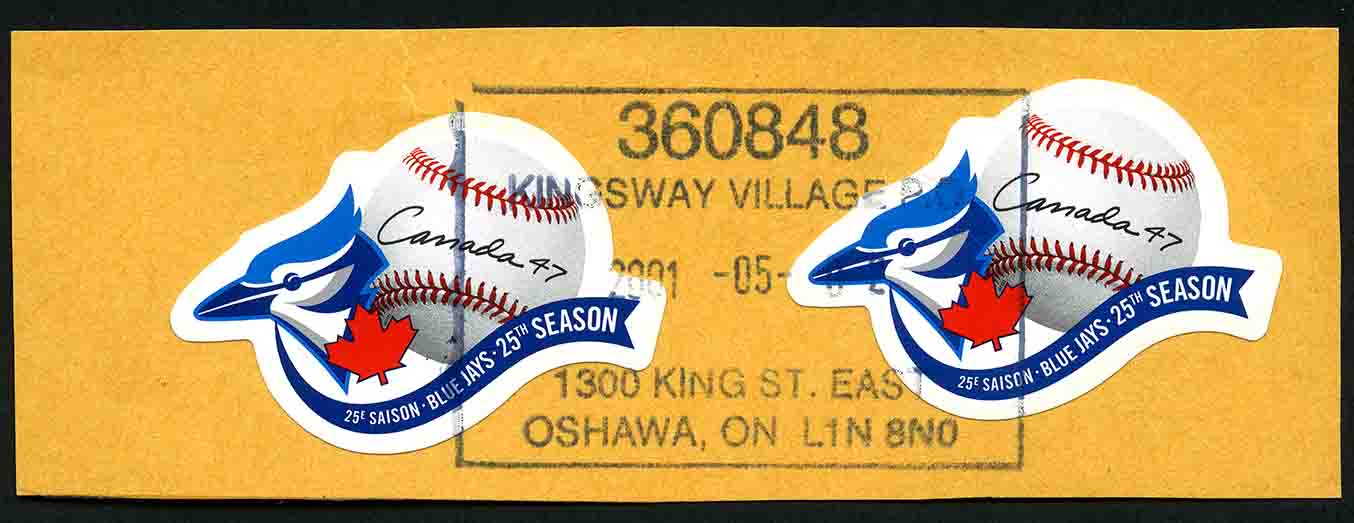 360848
KINGSWAY VILLAGE P.O.
2001 -05-
1300 KING ST. EAST
OSHAWA, ON L1N 8N0
Canada 47
25E SAISON · BLUE JAYS · 25TH SEASON
Canada 47
25E SAISON · BLUE JAYS · 25TH SEASON